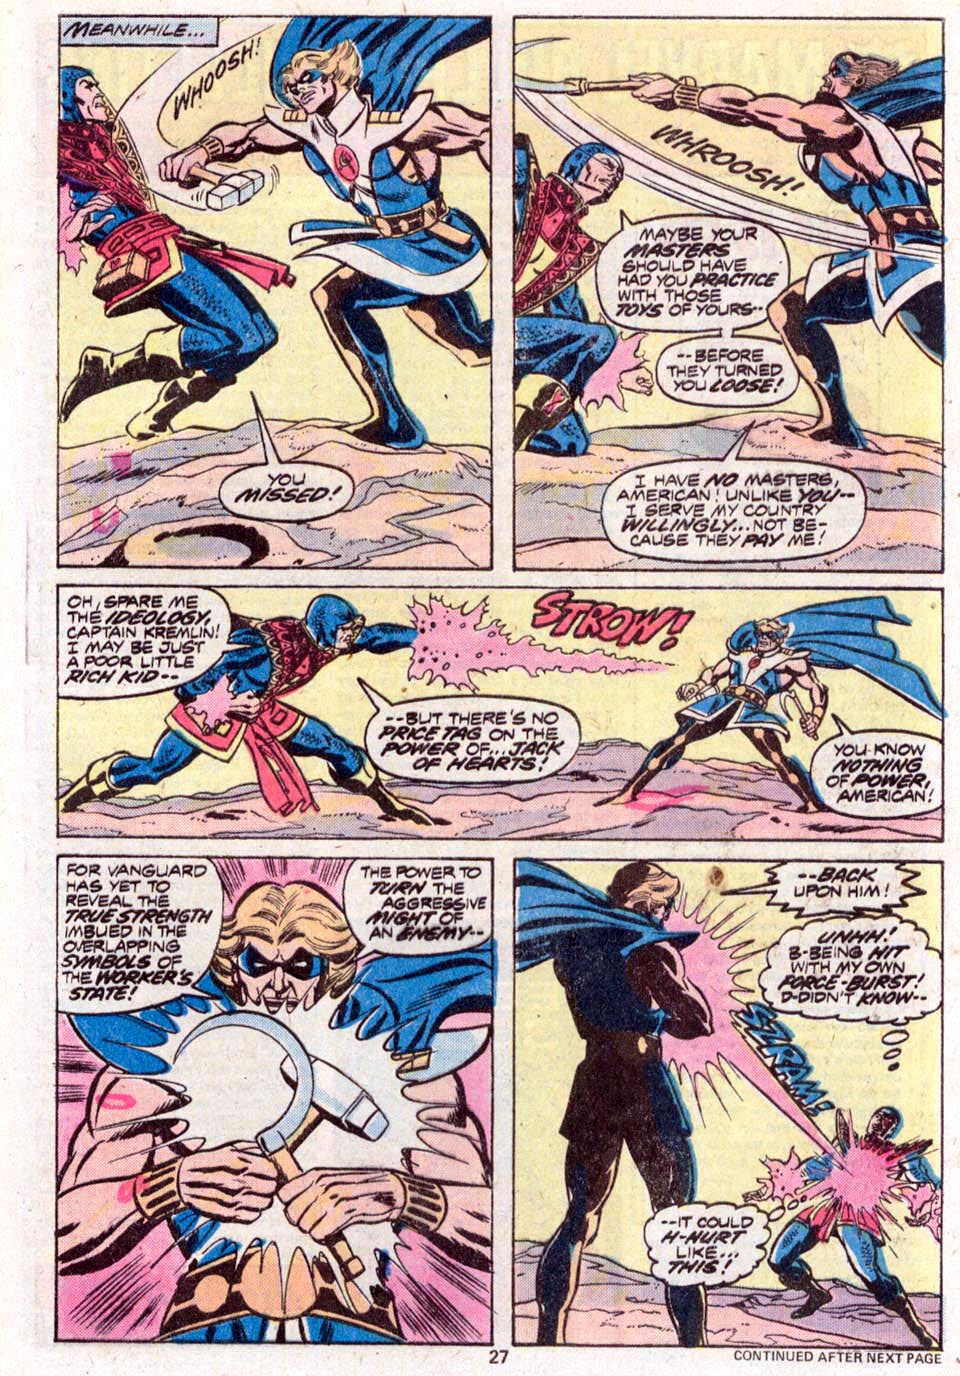 MEANWHILE...
WHOOSH!
YOU
MISSED!
WHROOSH!
MAYBE YOUR
MASTERS
SHOULD HAVE
HAD YOU PRACTICE
WITH THOSE
TOYS OF YOURS--
--BEFORE
THEY TURNED
YOU LOOSE!
I HAVE NO MASTERS,
AMERICAN! UNLIKE YOU--
I SERVE MY COUNTRY
WILLINGLY...NOT BE-
CAUSE THEY PAY ME!
OH, SPARE ME
THE IDEOLOGY,
CAPTAIN KREMLIN!
I MAY BE JUST
A POOR LITTLE
RICH KID--
STROW!
--BUT THERE'S NO
PRICE TAG ON THE
POWER OF... JACK
OF HEARTS!
YOU KNOW
NOTHING
OF POWER,
AMERICAN!
FOR VANGUARD
HAS YET TO
REVEAL THE
TRUE STRENGTH
IMBUED IN THE
OVERLAPPING
SYMBOLS OF
THE WORKER'S
STATE!
THE POWER TO
TURN THE
AGGRESSIVE
MIGHT OF
AN ENEMY--
--BACK
UPON HIM!
UNHH!
B-BEING HIT
WITH MY OWN
FORCE-BURST!
D-DIDN'T KNOW--
SZRAM!
--IT COULD
H-HURT
LIKE...
THIS!
27
CONTINUED AFTER NEXT PAGE